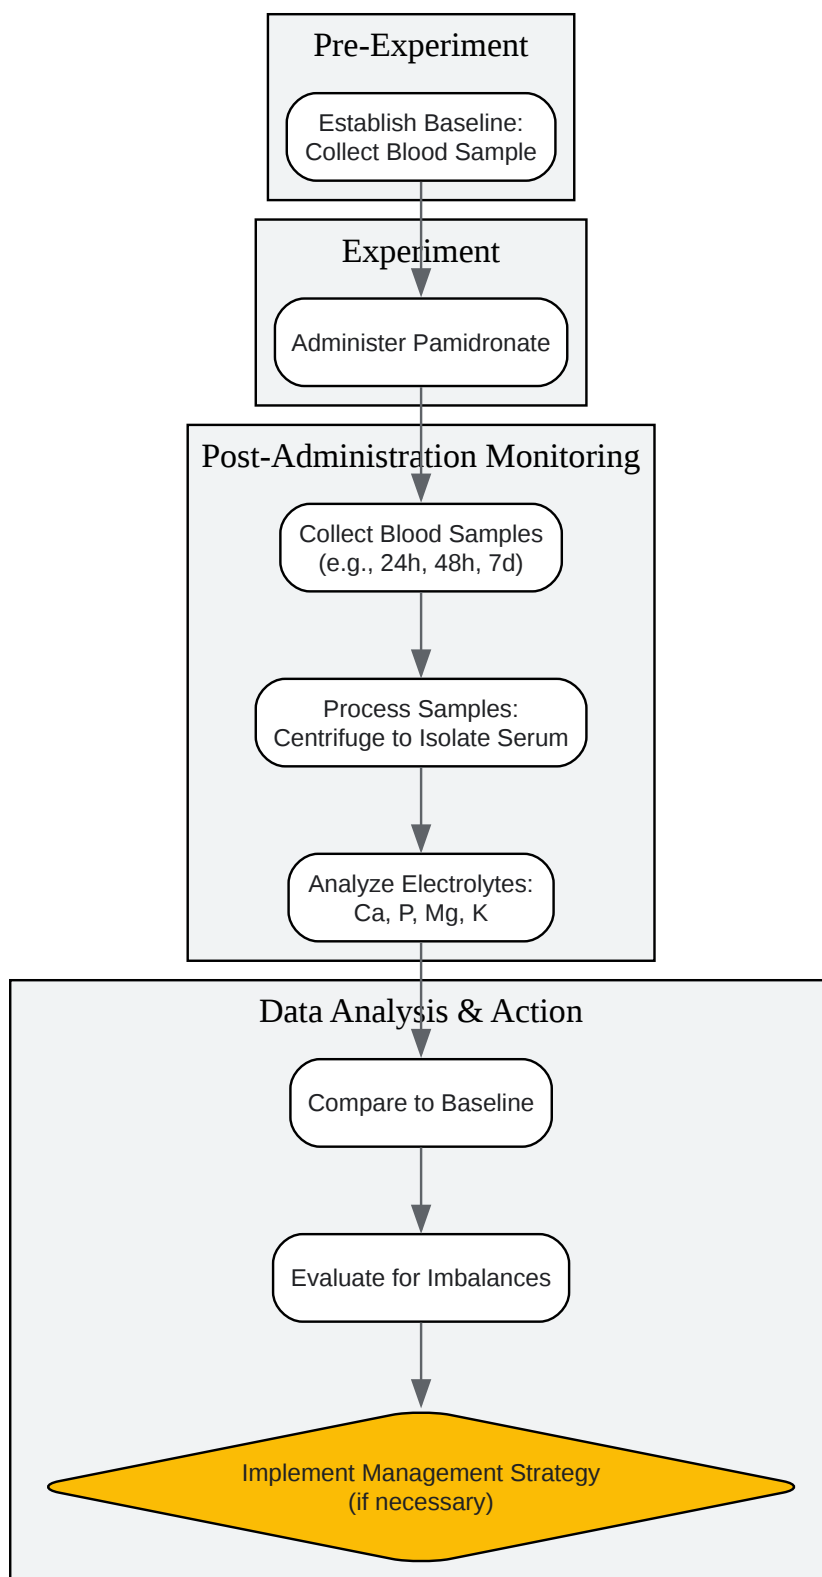 Pre-Experiment
Establish Baseline:
Collect Blood Sample
Experiment
Administer Pamidronate
Post-Administration Monitoring
Collect Blood Samples
(e.g., 24h, 48h, 7d)
Process Samples:
Centrifuge to Isolate Serum
Analyze Electrolytes:
Ca, P, Mg, K
Data Analysis & Action
Compare to Baseline
Evaluate for Imbalances
Implement Management Strategy
(if necessary)